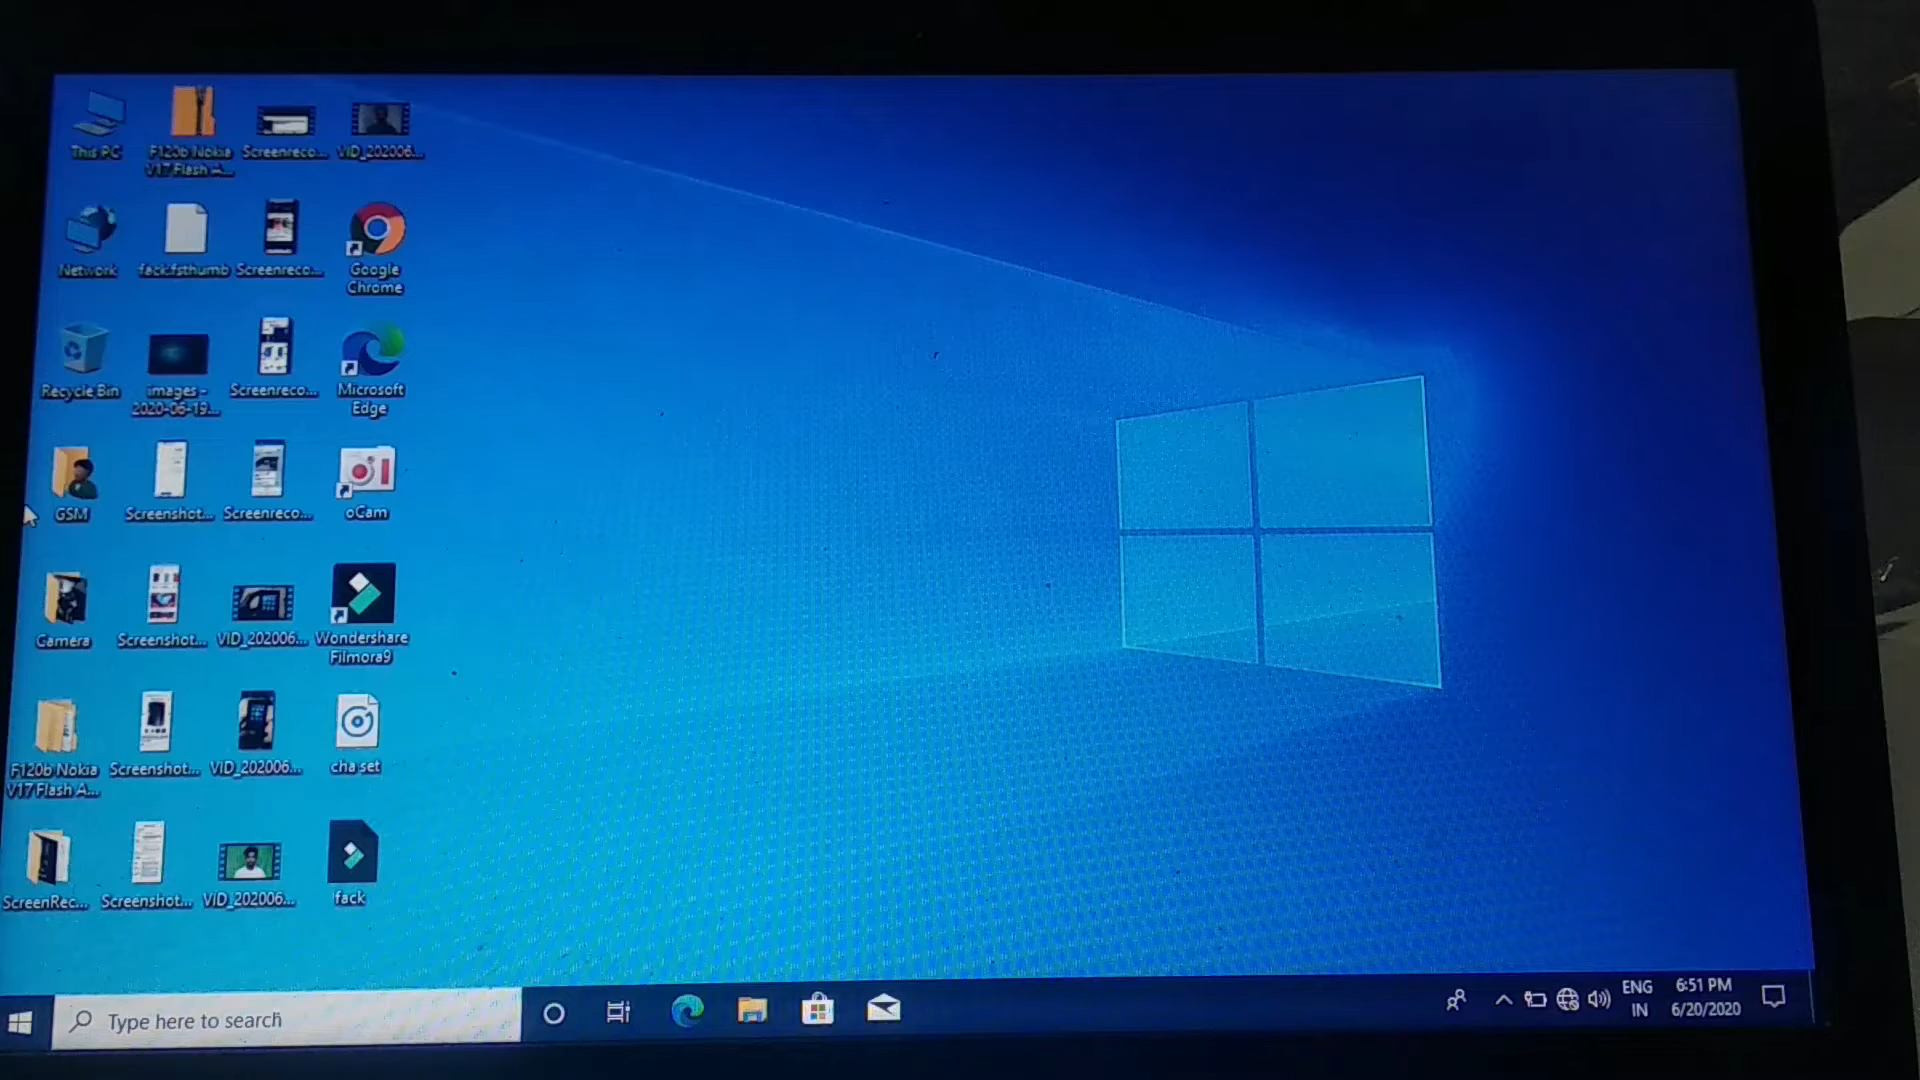 This PC
F120b Nokia
V17 Flash A...
Screenreco...
VID_202006...
Network
fack.fsthumb
Screenreco...
Google
Chrome
Recycle Bin
images -
2020-06-19...
Screenreco...
Microsoft
Edge
GSM
Screenshot...
Screenreco...
oCam
Camera
Screenshot...
VID_202006...
Wondershare
Filmora9
F120b Nokia
V17 Flash A...
Screenshot...
VID_202006...
cha set
ScreenRec...
Screenshot...
VID_202006...
fack
Type here to search
ENG
IN
6:51 PM
6/20/2020